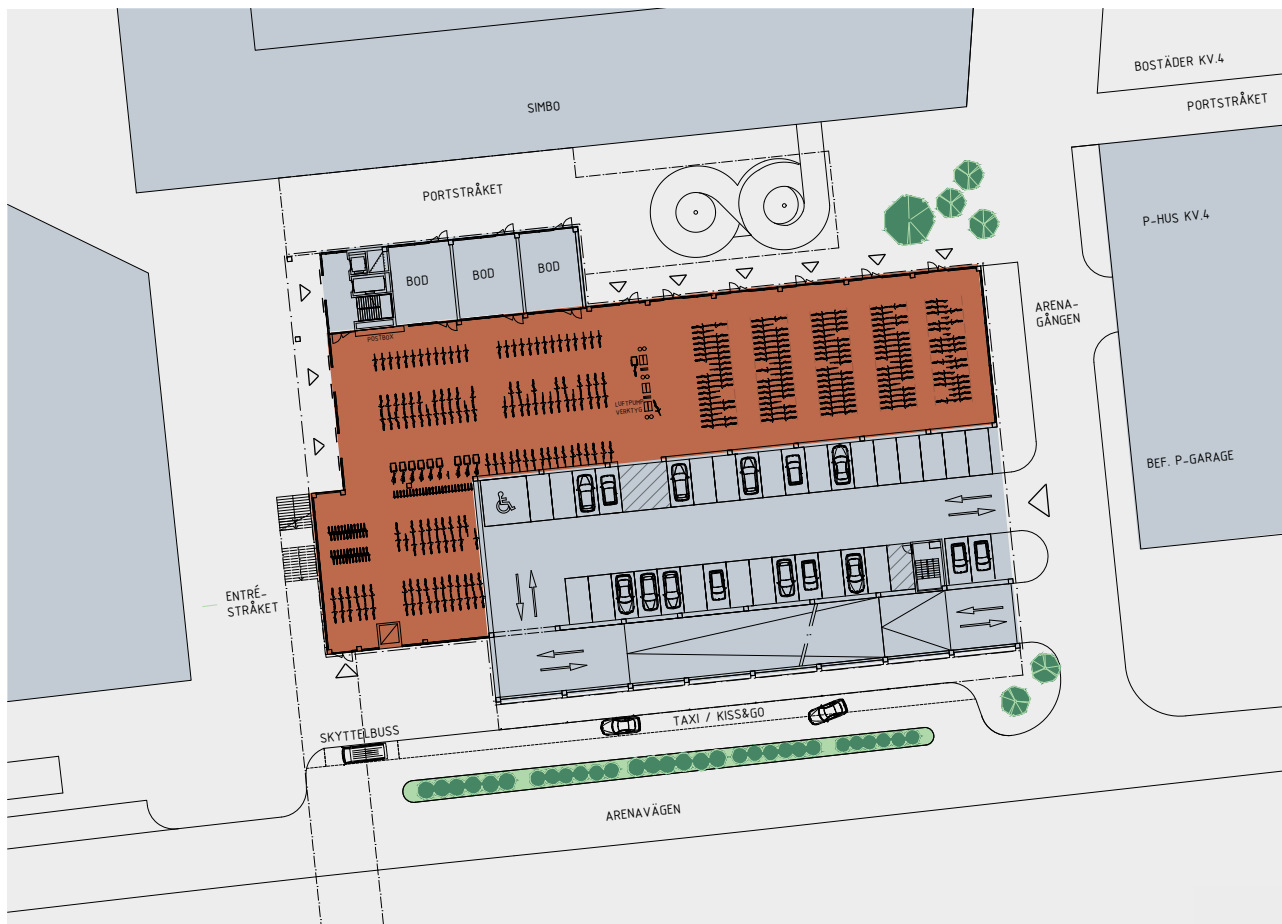 BOSTÄDER KV.4
SIMBO
PORTSTRÅKET
PORTSTRÅKET
P-HUS KV.4
BOD
BOD
BOD
ARENA-
GÅNGEN
POSTBOX
LUFTPUMP
VERKTYG
BEF. P-GARAGE
ENTRÉ-
STRÅKET
SKYTTELBUSS
TAXI / KISS&GO
ARENAVÄGEN